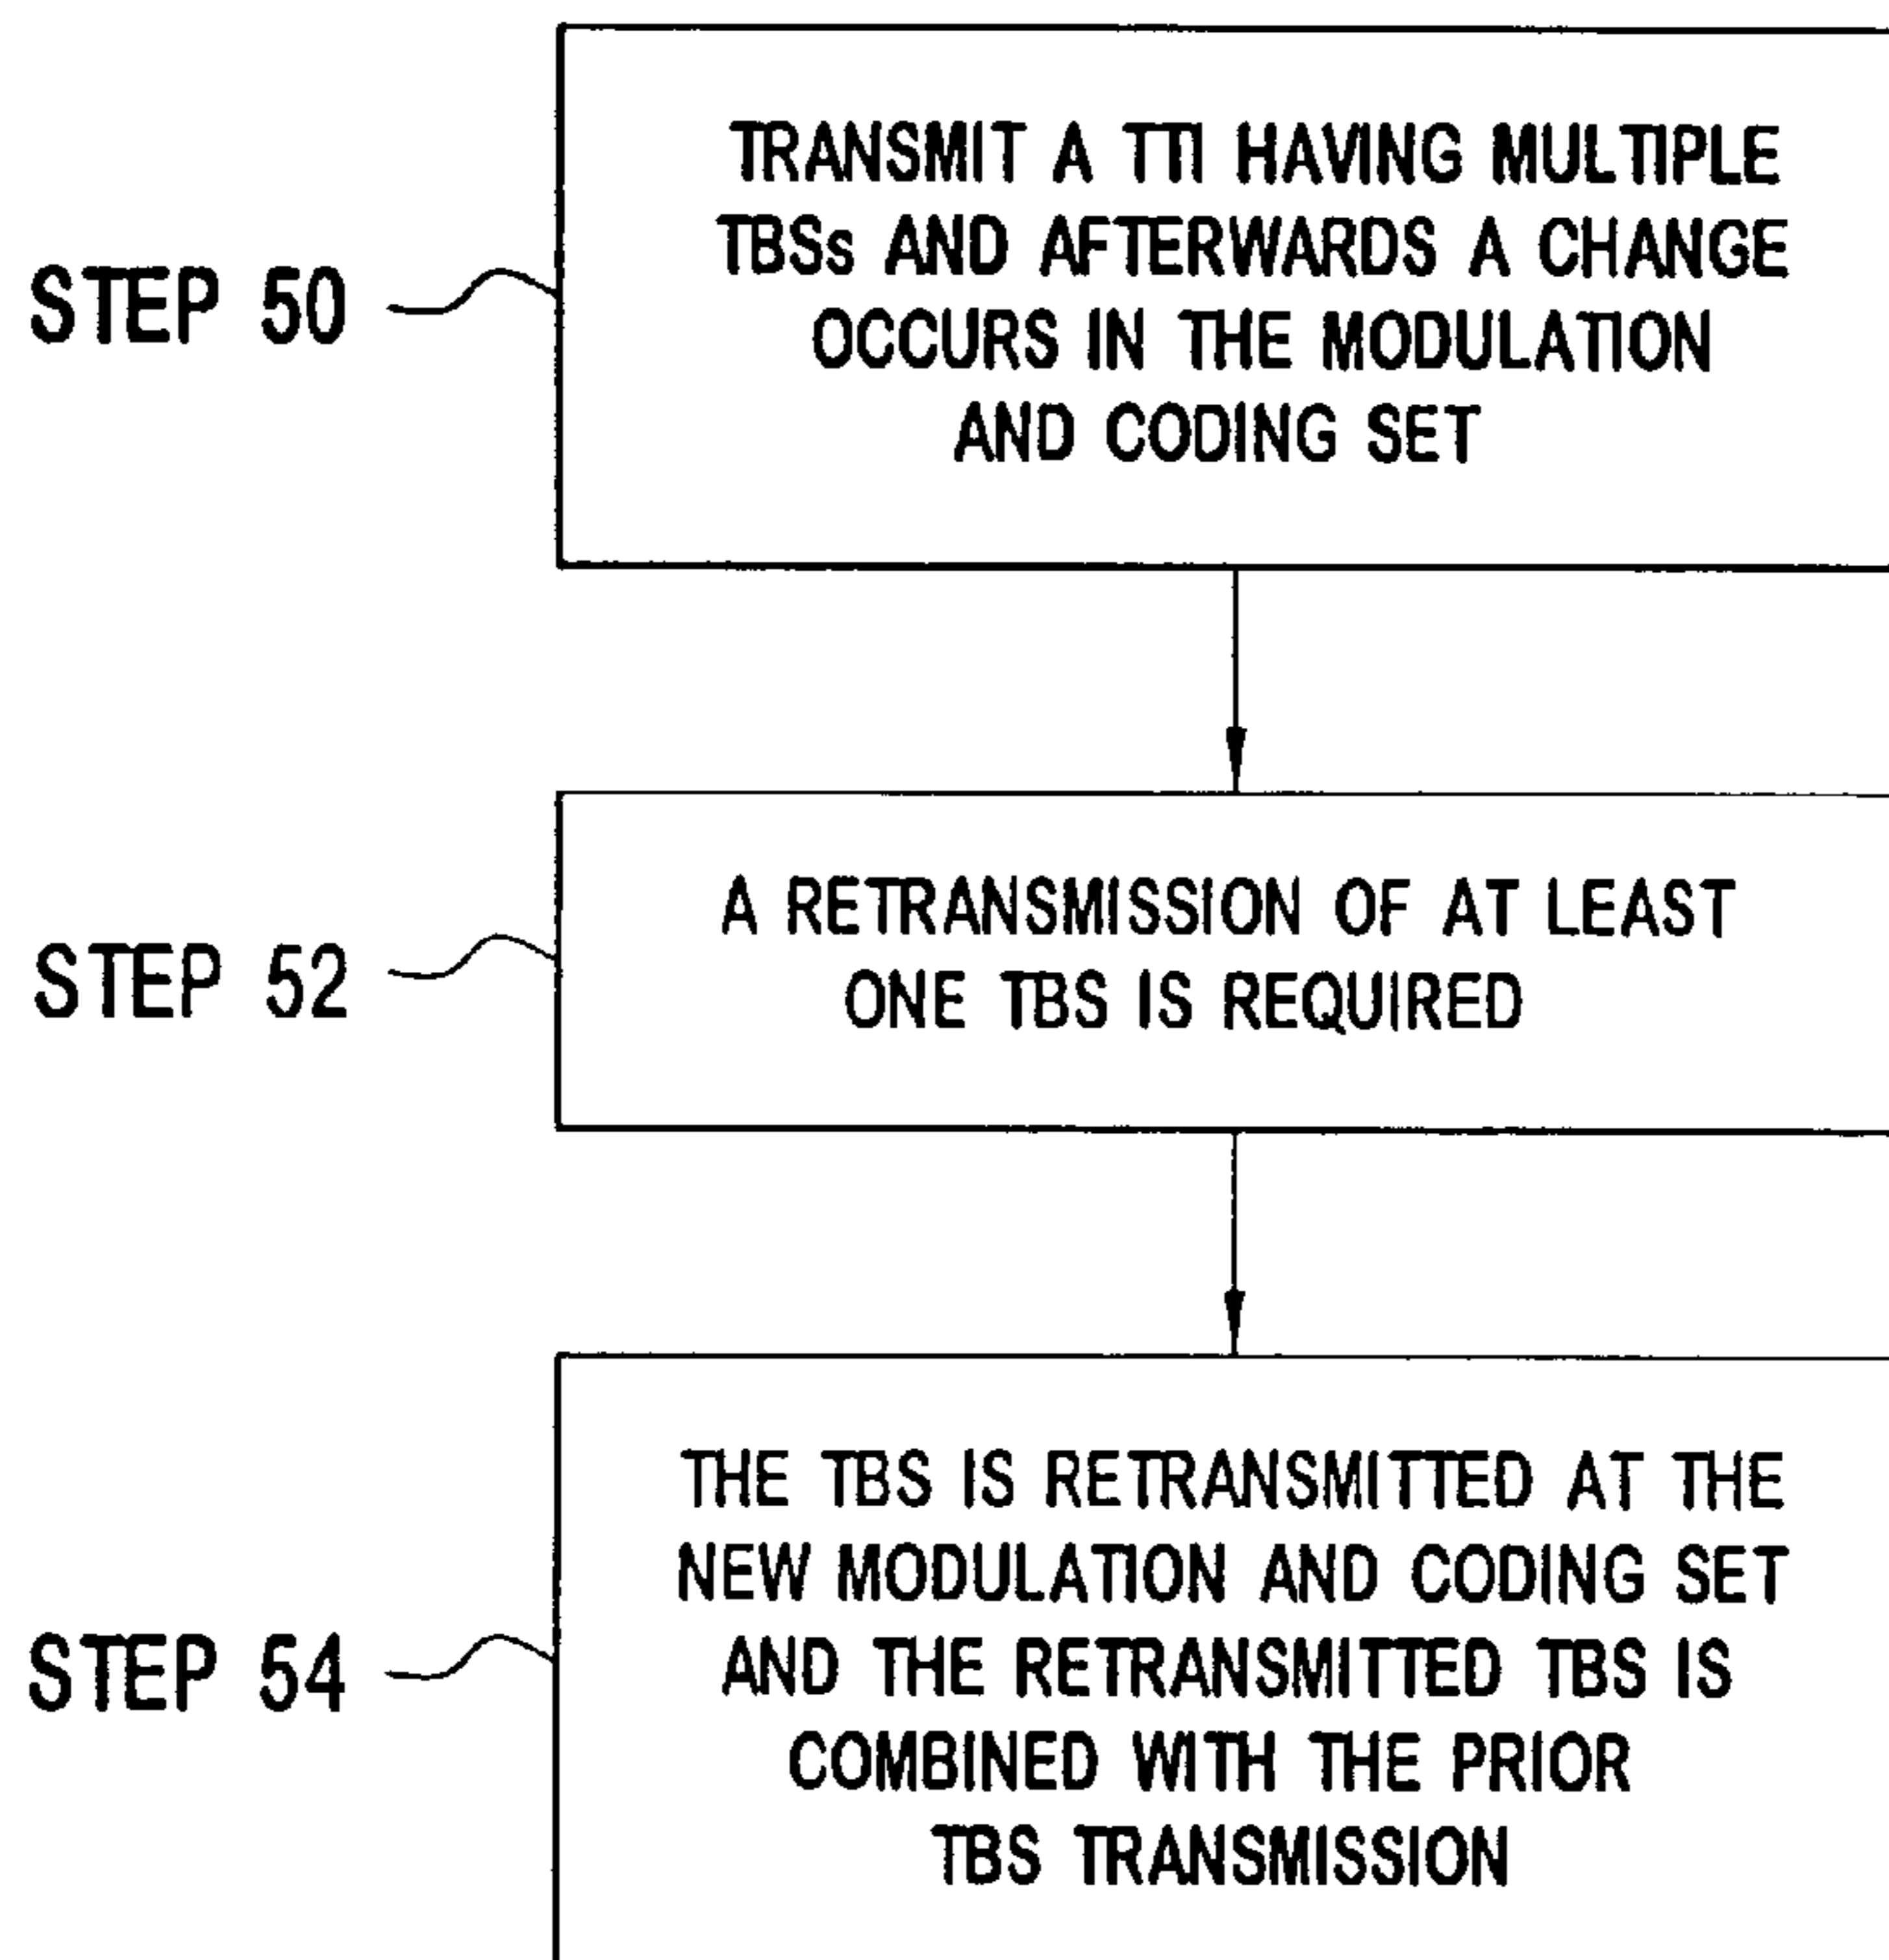 STEP 50
TRANSMIT A TTI HAVING MULTIPLE
TBSs AND AFTERWARDS A CHANGE
OCCURS IN THE MODULATION
AND CODING SET
STEP 52
A RETRANSMISSION OF AT LEAST
ONE TBS IS REQUIRED
STEP 54
THE TBS IS RETRANSMITTED AT THE
NEW MODULATION AND CODING SET
AND THE RETRANSMITTED TBS IS
COMBINED WITH THE PRIOR
TBS TRANSMISSION